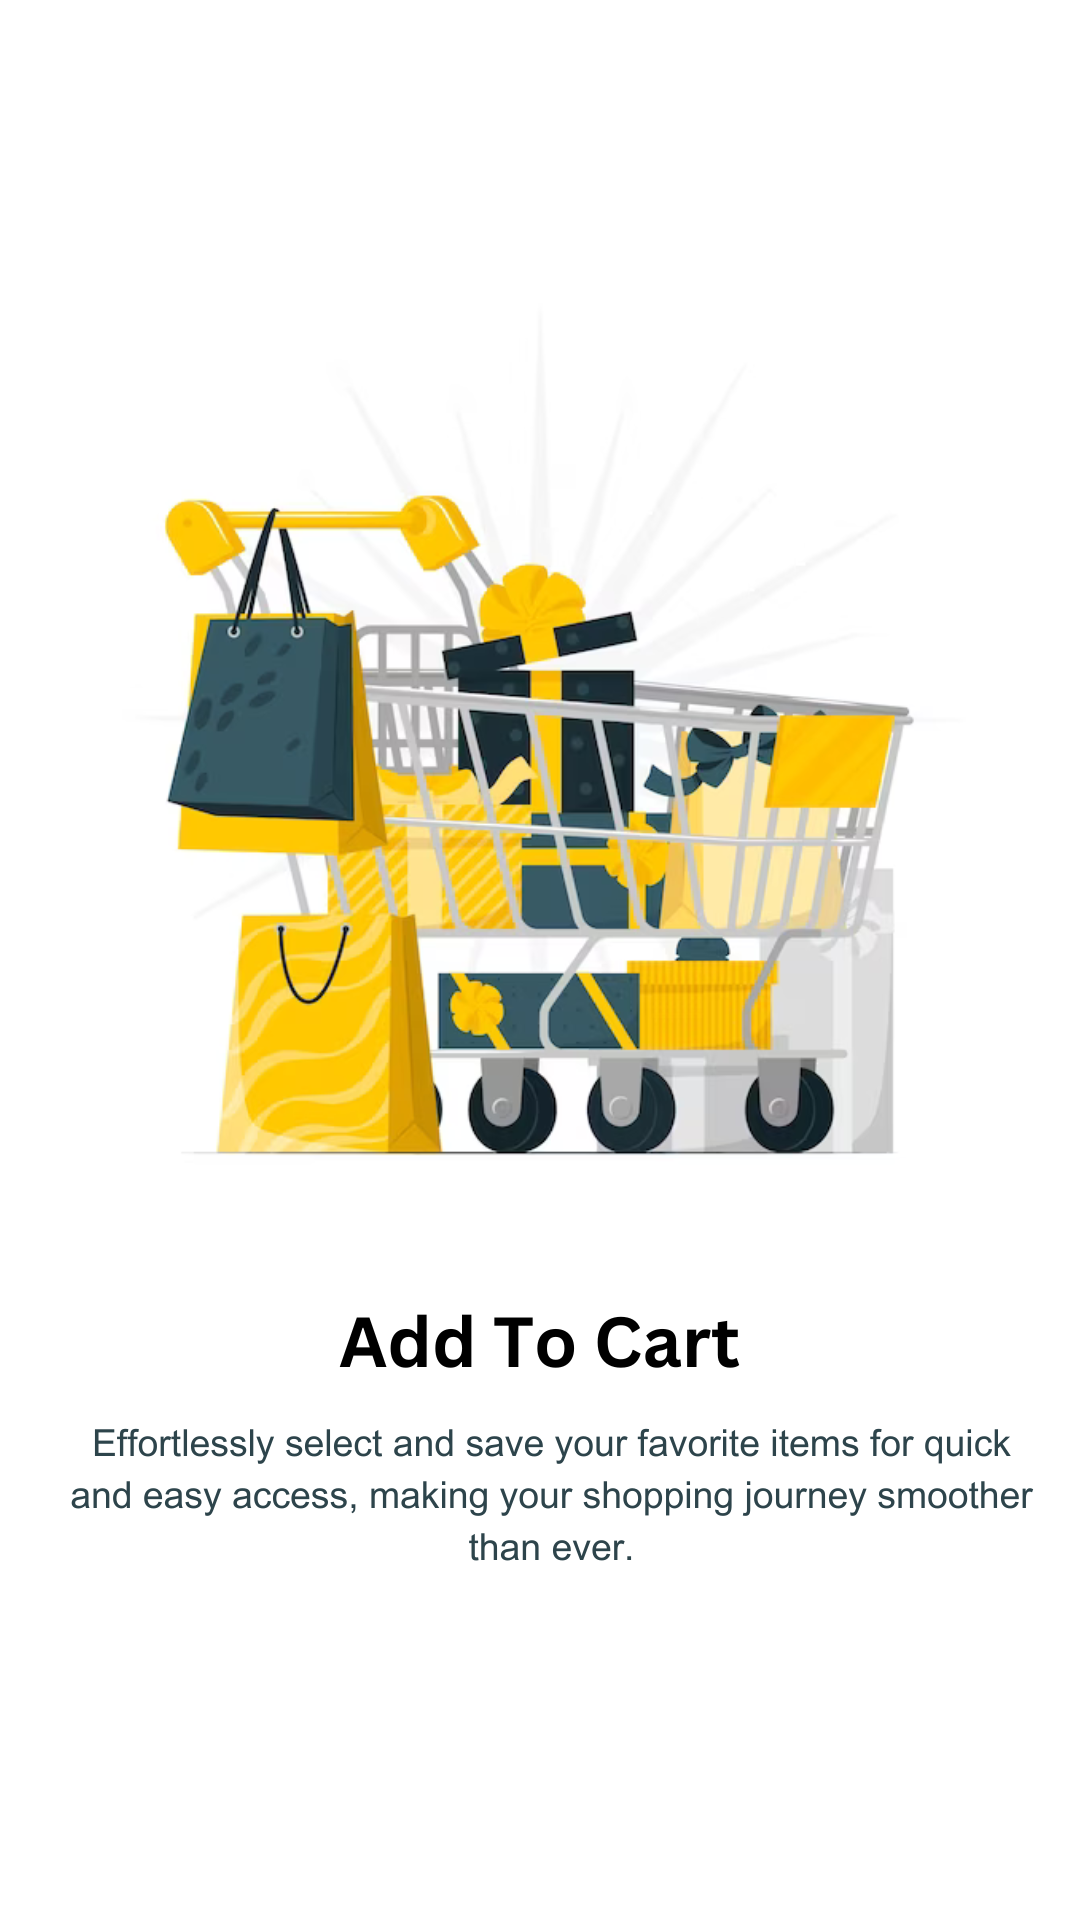 Add To Cart
Effortlessly select and save your favorite items for quick
and easy access, making your shopping journey smoother
than ever.